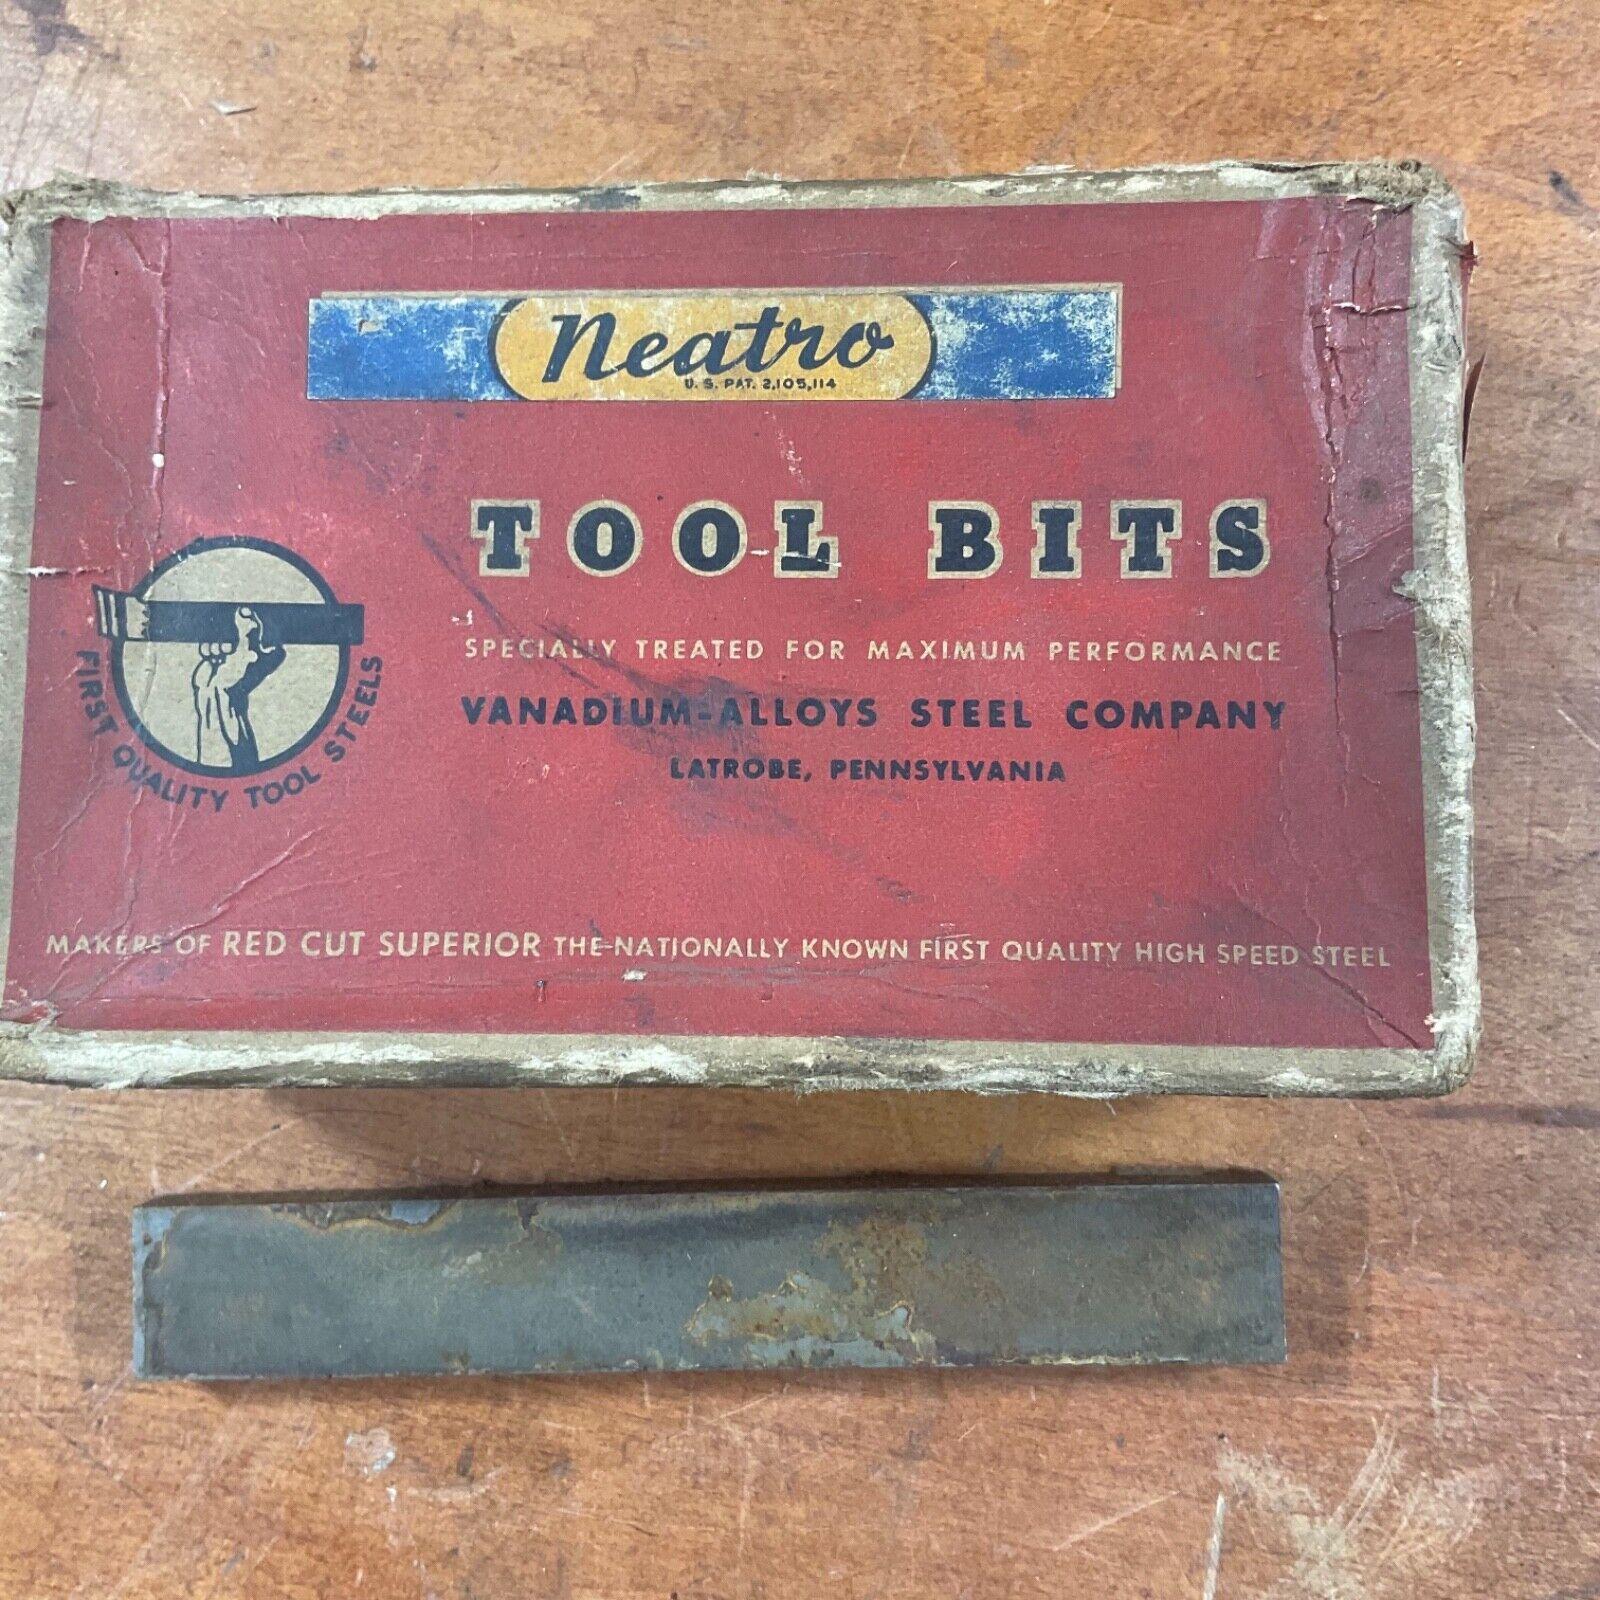 Neatro
U. S. PAT. 2,105,114
TOOL BITS
SPECIALLY TREATED FOR MAXIMUM PERFORMANCE
VANADIUM-ALLOYS STEEL COMPANY
LATROBE, PENNSYLVANIA
FIRST QUALITY TOOL STEELS
MAKERS OF RED CUT SUPERIOR THE NATIONALLY KNOWN FIRST QUALITY HIGH SPEED STEEL